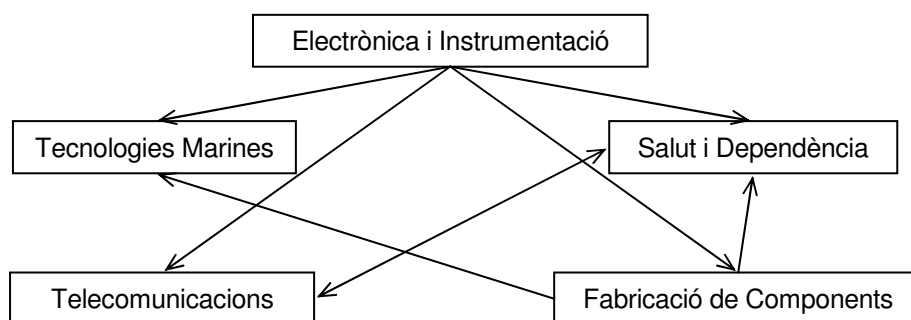 Electrònica i Instrumentació
Tecnologies Marines
Salut i Dependència
Telecomunicacions
Fabricació de Components